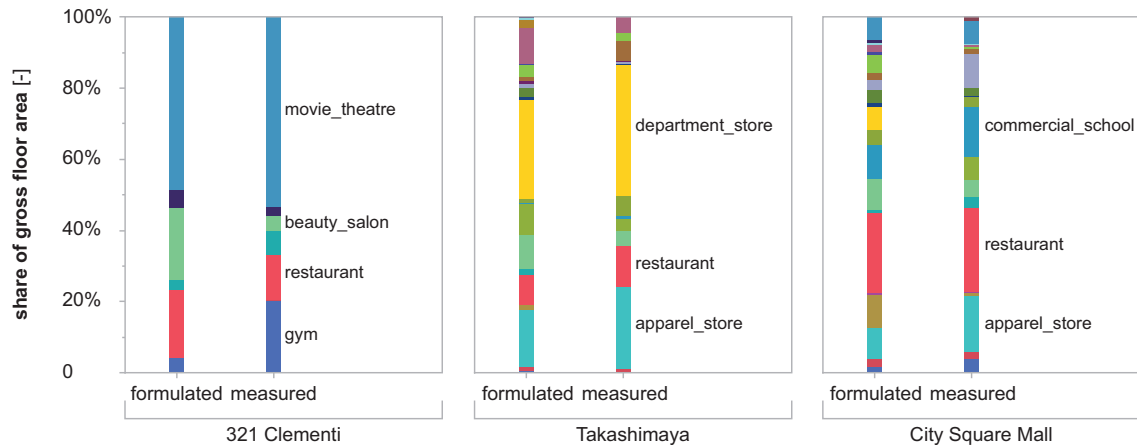 share of gross floor area [-]
100%
80%
60%
40%
20%
0
movie_theatre
beauty_salon
restaurant
gym
formulated measured
321 Clementi
department_store
restaurant
apparel_store
formulated measured
Takashimaya
commercial_school
restaurant
apparel_store
formulated measured
City Square Mall